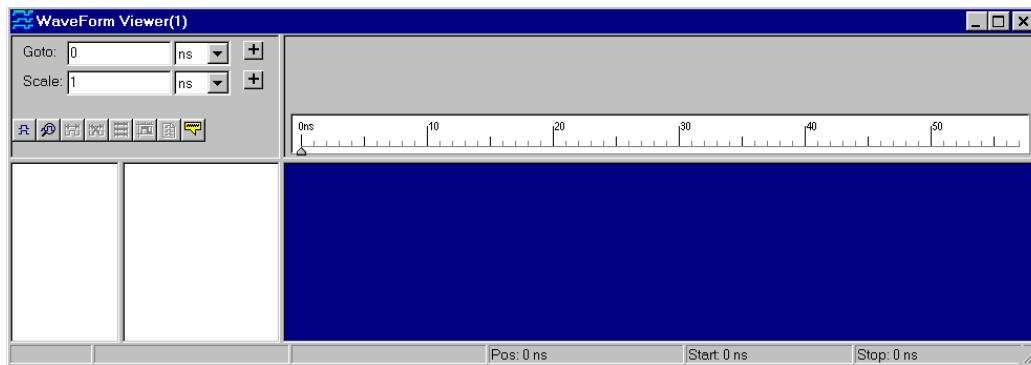 WaveForm Viewer(1)
Goto: 0 ns
Scale: 1 ns
0ns 10 20 30 40 50
Pos: 0 ns Start: 0 ns Stop: 0 ns